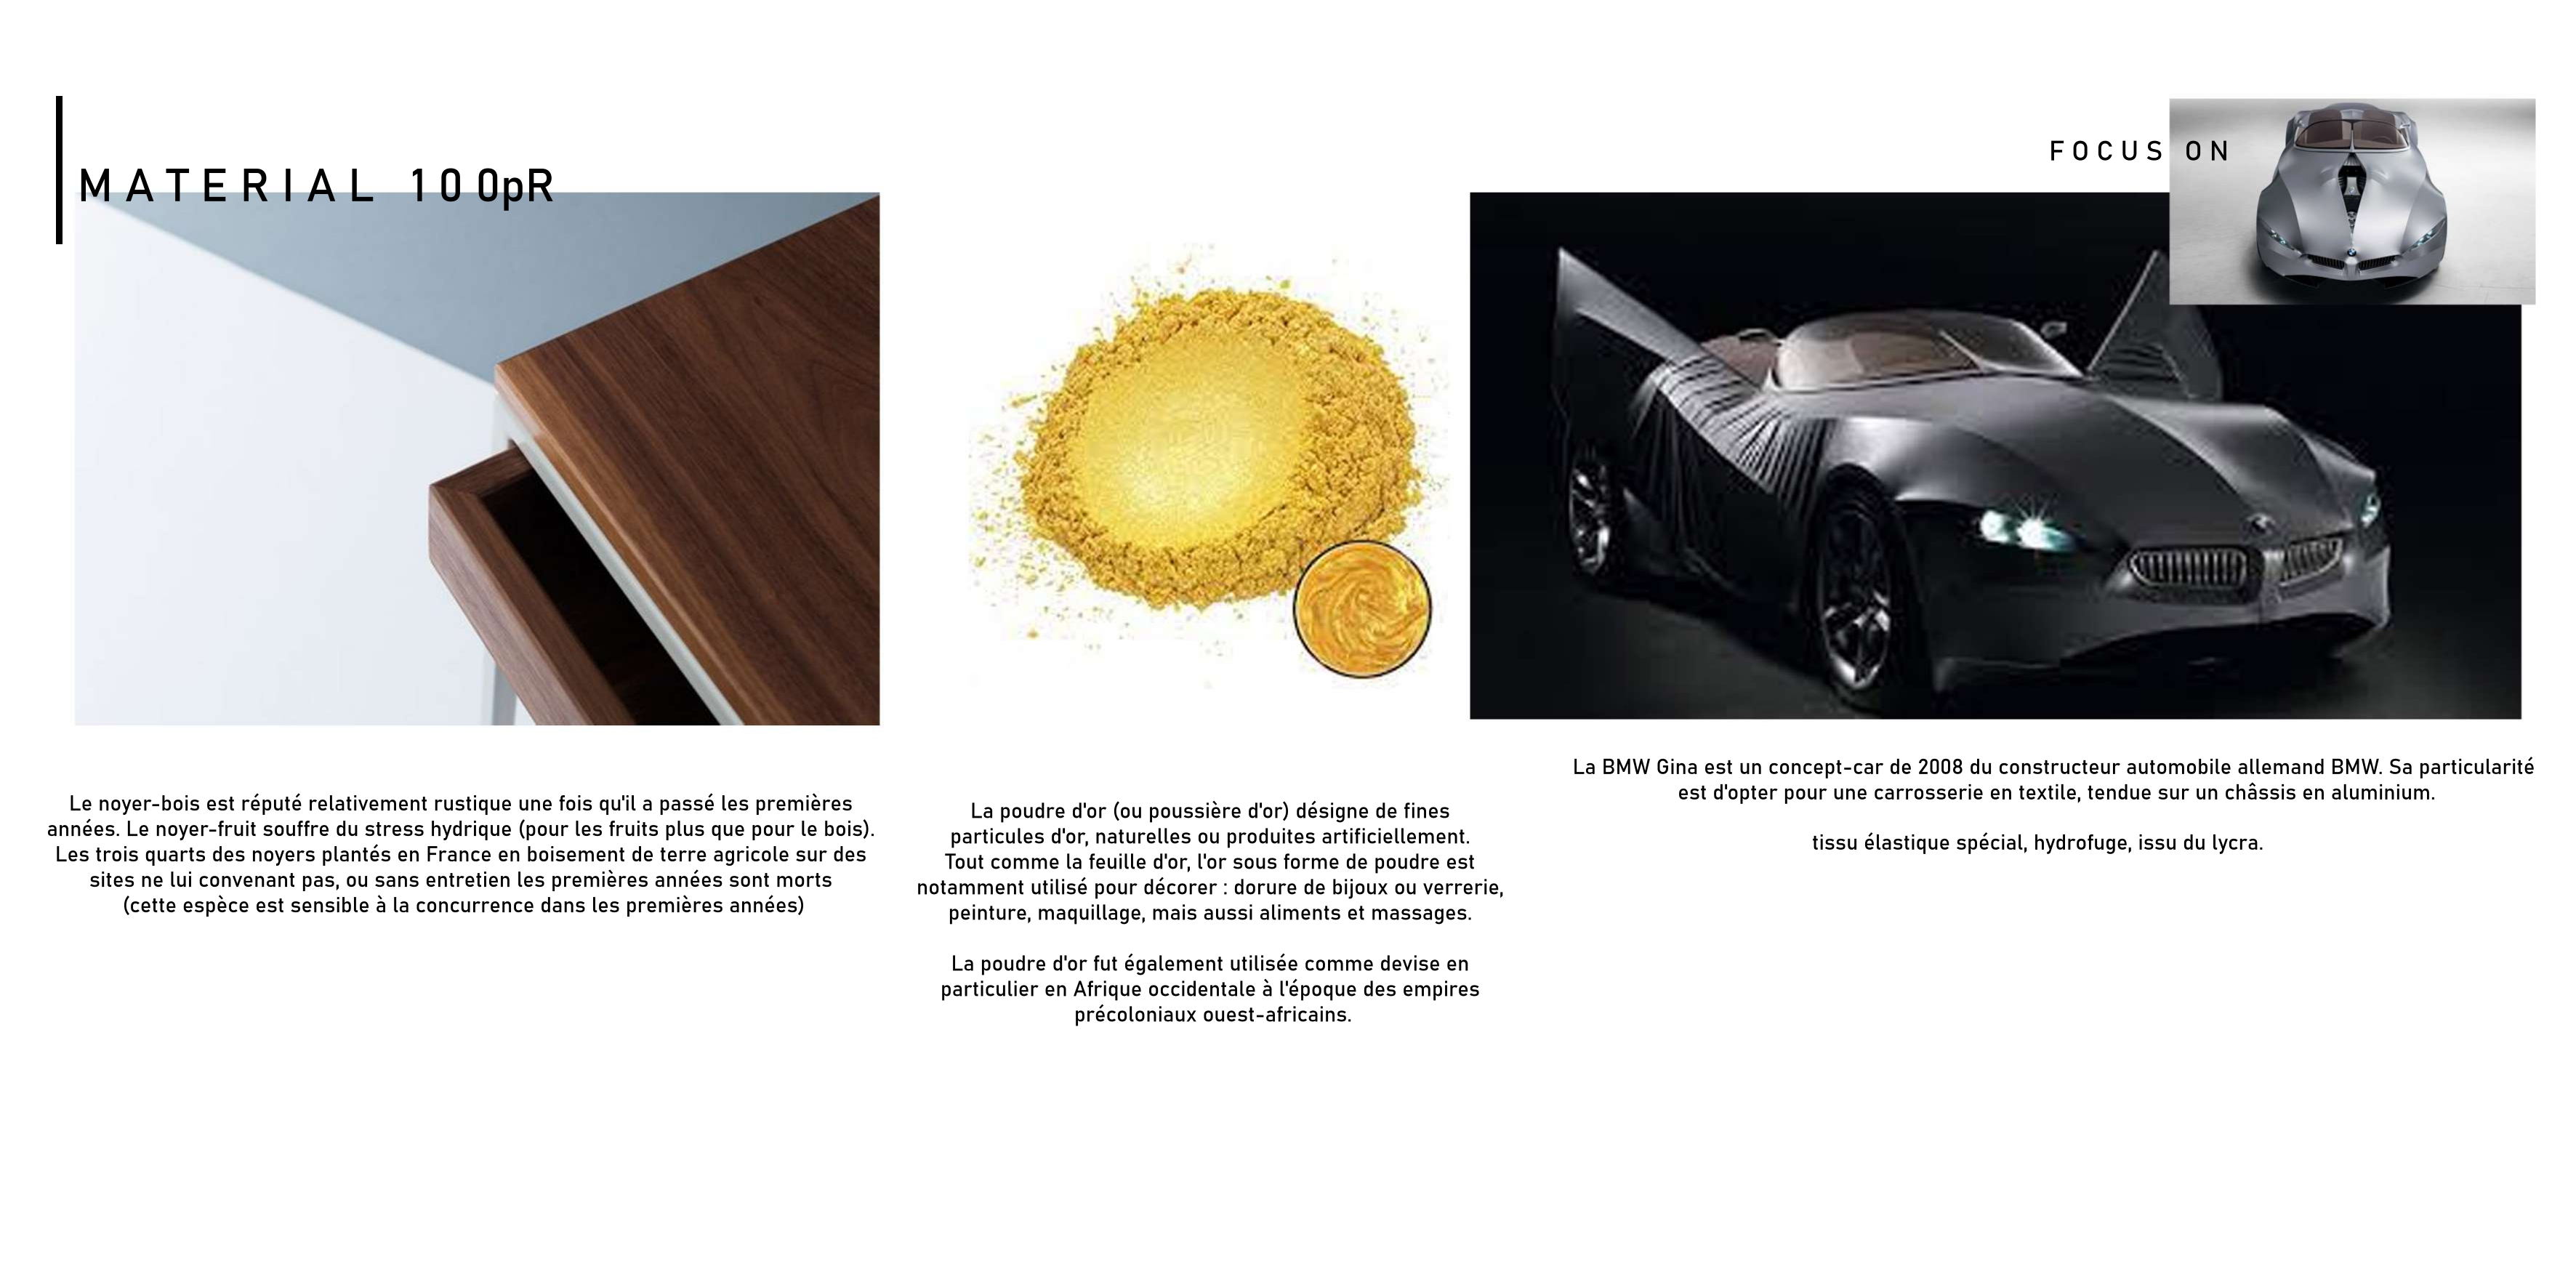 MATERIAL 100pR
FOCUS ON
Le noyer-bois est réputé relativement rustique une fois qu'il a passé les premières
années. Le noyer-fruit souffre du stress hydrique (pour les fruits plus que pour le bois).
Les trois quarts des noyers plantés en France en boisement de terre agricole sur des
sites ne lui convenant pas, ou sans entretien les premières années sont morts
(cette espèce est sensible à la concurrence dans les premières années)
La poudre d'or (ou poussière d'or) désigne de fines
particules d'or, naturelles ou produites artificiellement.
Tout comme la feuille d'or, l'or sous forme de poudre est
notamment utilisé pour décorer : dorure de bijoux ou verrerie,
peinture, maquillage, mais aussi aliments et massages.
La poudre d'or fut également utilisée comme devise en
particulier en Afrique occidentale à l'époque des empires
précoloniaux ouest-africains.
La BMW Gina est un concept-car de 2008 du constructeur automobile allemand BMW. Sa particularité
est d'opter pour une carrosserie en textile, tendue sur un châssis en aluminium.
tissu élastique spécial, hydrofuge, issu du lycra.